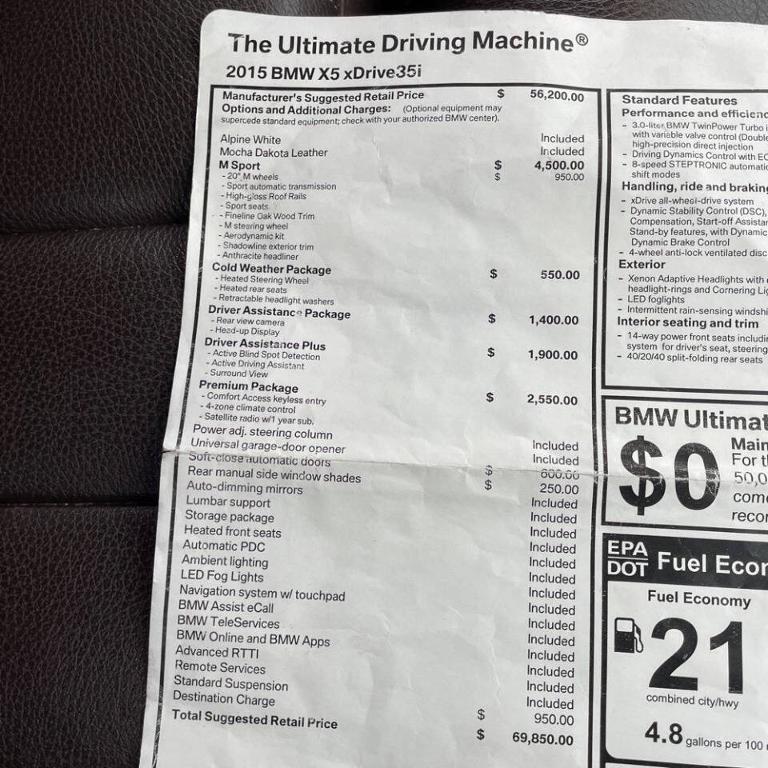 The Ultimate Driving Machine®
2015 BMW X5 xDrive35i
Manufacturer's Suggested Retail Price $ 56,200.00
Options and Additional Charges: (Optional equipment may
supercede standard equipment; check with your authorized BMW center).
Alpine White Included
Mocha Dakota Leather Included
M Sport $ 4,500.00
- 20" M wheels $ 950.00
- Sport automatic transmission
- High-gloss Roof Rails
- Sport seats
- Fineline Oak Wood Trim
- M steering wheel
- Aerodynamic kit
- Shadowline exterior trim
- Anthracite headliner
Cold Weather Package $ 550.00
- Heated Steering Wheel
- Heated rear seats
- Retractable headlight washers
Driver Assistance Package $ 1,400.00
- Rear view camera
- Head-up Display
Driver Assistance Plus $ 1,900.00
- Active Blind Spot Detection
- Active Driving Assistant
- Surround View
Premium Package $ 2,550.00
- Comfort Access keyless entry
- 4-zone climate control
- Satellite radio w/1 year sub.
Power adj. steering column Included
Universal garage-door opener Included
Soft-close automatic doors $ 600.00
Rear manual side window shades $ 250.00
Auto-dimming mirrors Included
Lumbar support Included
Storage package Included
Heated front seats Included
Automatic PDC Included
Ambient lighting Included
LED Fog Lights Included
Navigation system w/ touchpad Included
BMW Assist eCall Included
BMW TeleServices Included
BMW Online and BMW Apps Included
Advanced RTTI Included
Remote Services Included
Standard Suspension Included
Destination Charge $ 950.00
Total Suggested Retail Price $ 69,850.00
Standard Features
Performance and efficienc
- 3.0-liter BMW TwinPower Turbo i
with variable valve control (Double
high-precision direct injection
- Driving Dynamics Control with EC
- 8-speed STEPTRONIC automatic
shift modes
Handling, ride and braking
- xDrive all-wheel-drive system
- Dynamic Stability Control (DSC),
Compensation, Start-off Assistan
Stand-by features, with Dynamic
Dynamic Brake Control
- 4-wheel anti-lock ventilated disc
Exterior
- Xenon Adaptive Headlights with
headlight-rings and Cornering Lig
- LED foglights
- Intermittent rain-sensing windshi
Interior seating and trim
- 14-way power front seats includi
system for driver's seat, steering
- 40/20/40 split-folding rear seats
BMW Ultimat
$0
Main
For th
50,0
com
recor
EPA
DOT
Fuel Econ
Fuel Economy
21
combined city/hwy
4.8 gallons per 100